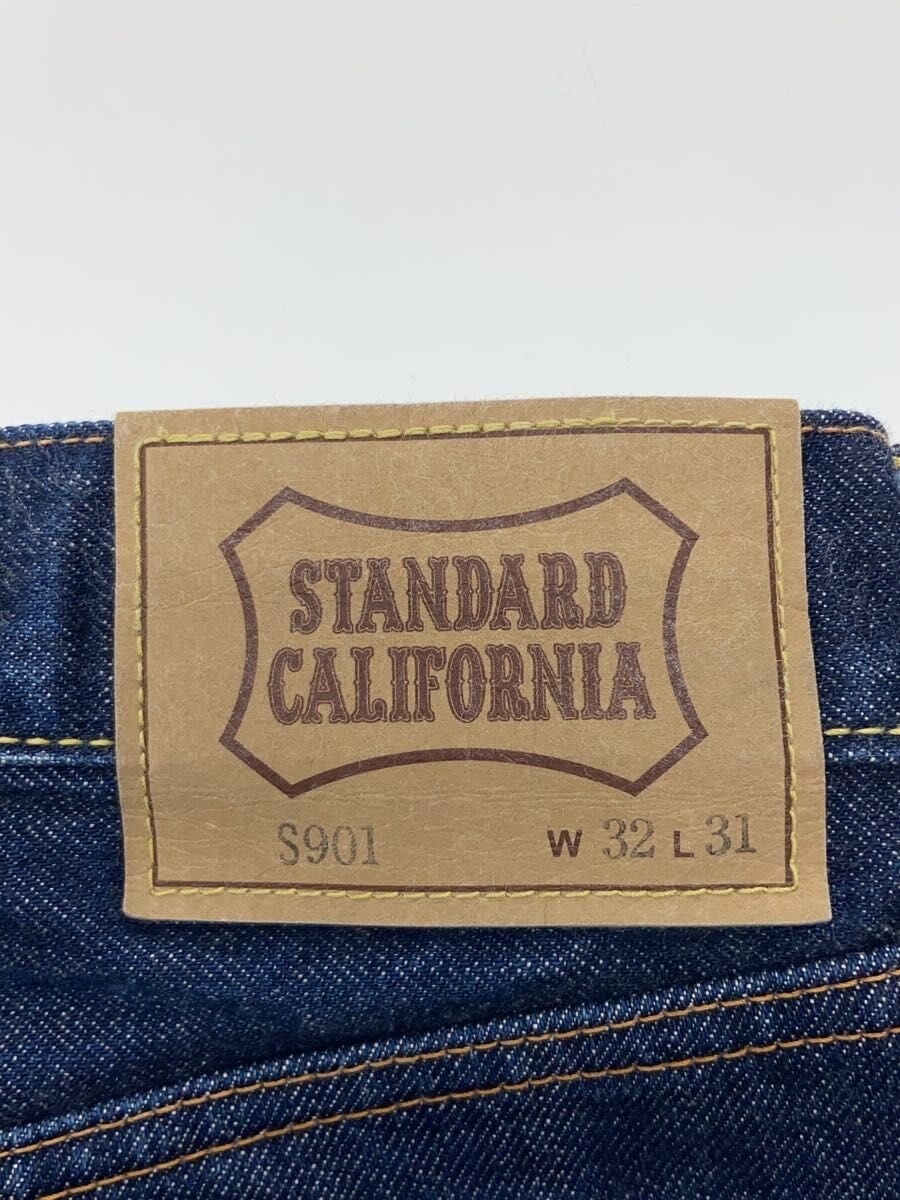 STANDARD
CALIFORNIA
S901 W 32 L 31